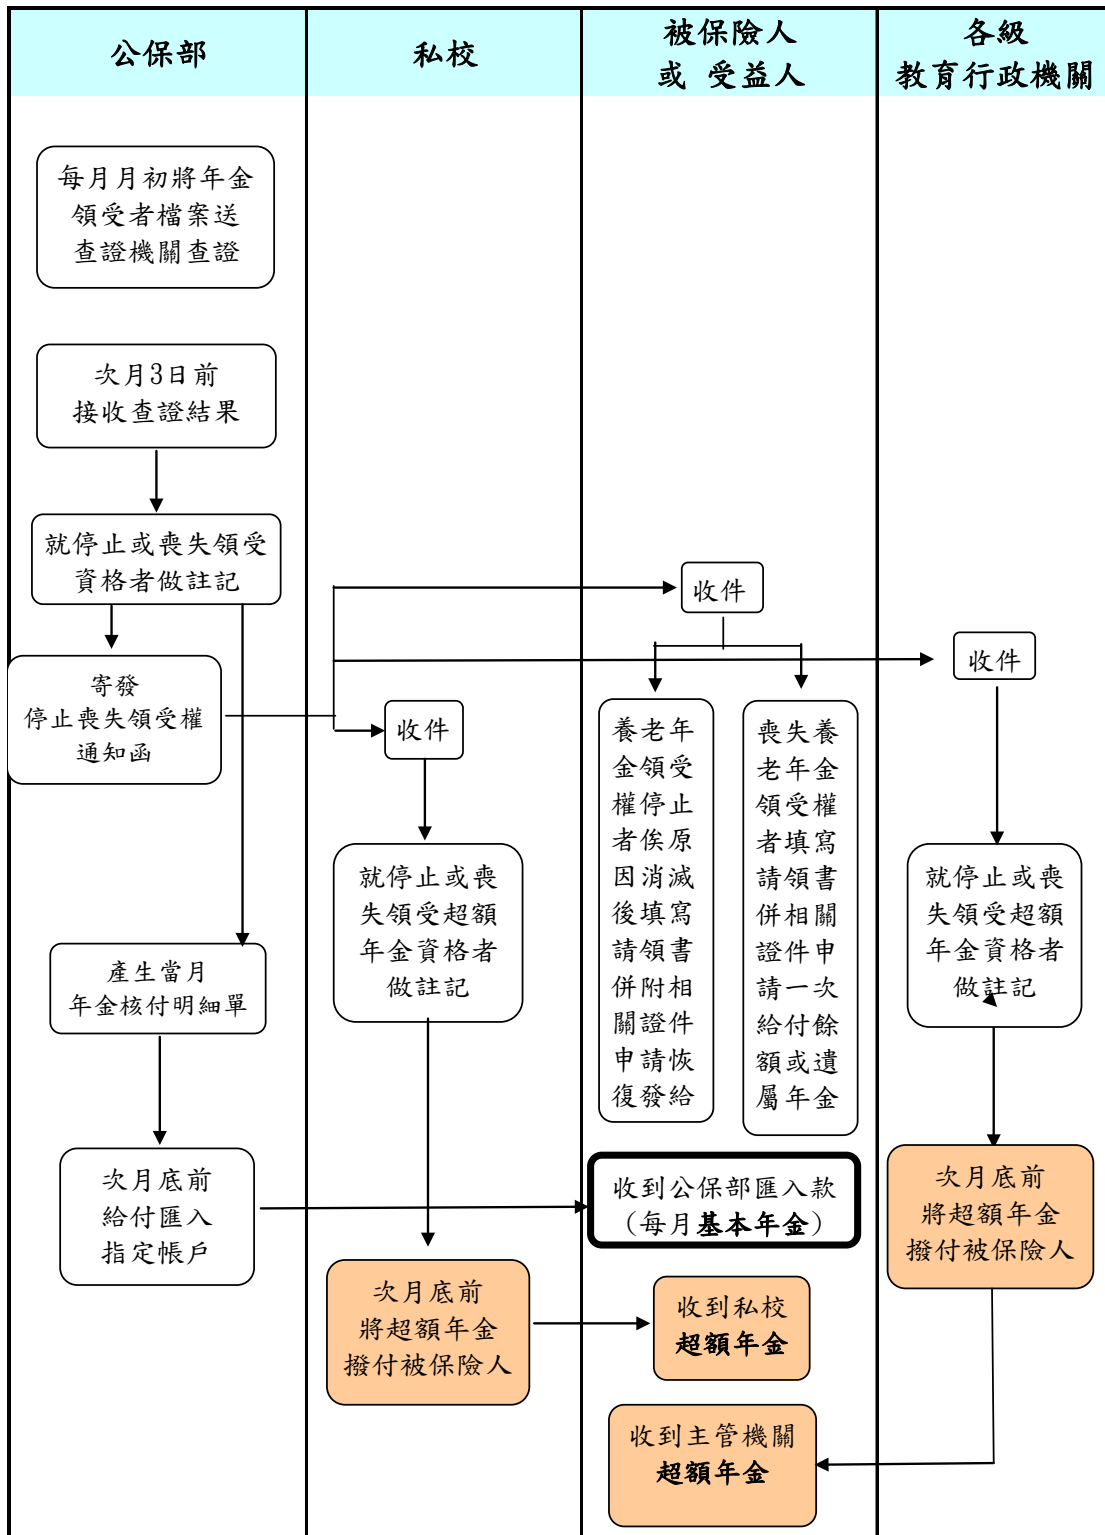 公保部
私校
被保險人
或 受益人
各級
教育行政機關
每月月初將年金
領受者檔案送
查證機關查證
次月3日前
接收查證結果
就停止或喪失領受
資格者做註記
寄發
停止喪失領受權
通知函
產生當月
年金核付明細單
次月底前
給付匯入
指定帳戶
收件
就停止或喪
失領受超額
年金資格者
做註記
次月底前
將超額年金
撥付被保險人
收件
養老年
金領受
權停止
者俟原
因消滅
後填寫
請領書
併附相
關證件
申請恢
復發給
喪失養
老年金
領受權
者填寫
請領書
併相關
證件申
請一次
給付餘
額或遺
屬年金
收到公保部匯入款
（每月基本年金）
收到私校
超額年金
收到主管機關
超額年金
收件
就停止或喪
失領受超額
年金資格者
做註記
次月底前
將超額年金
撥付被保險人